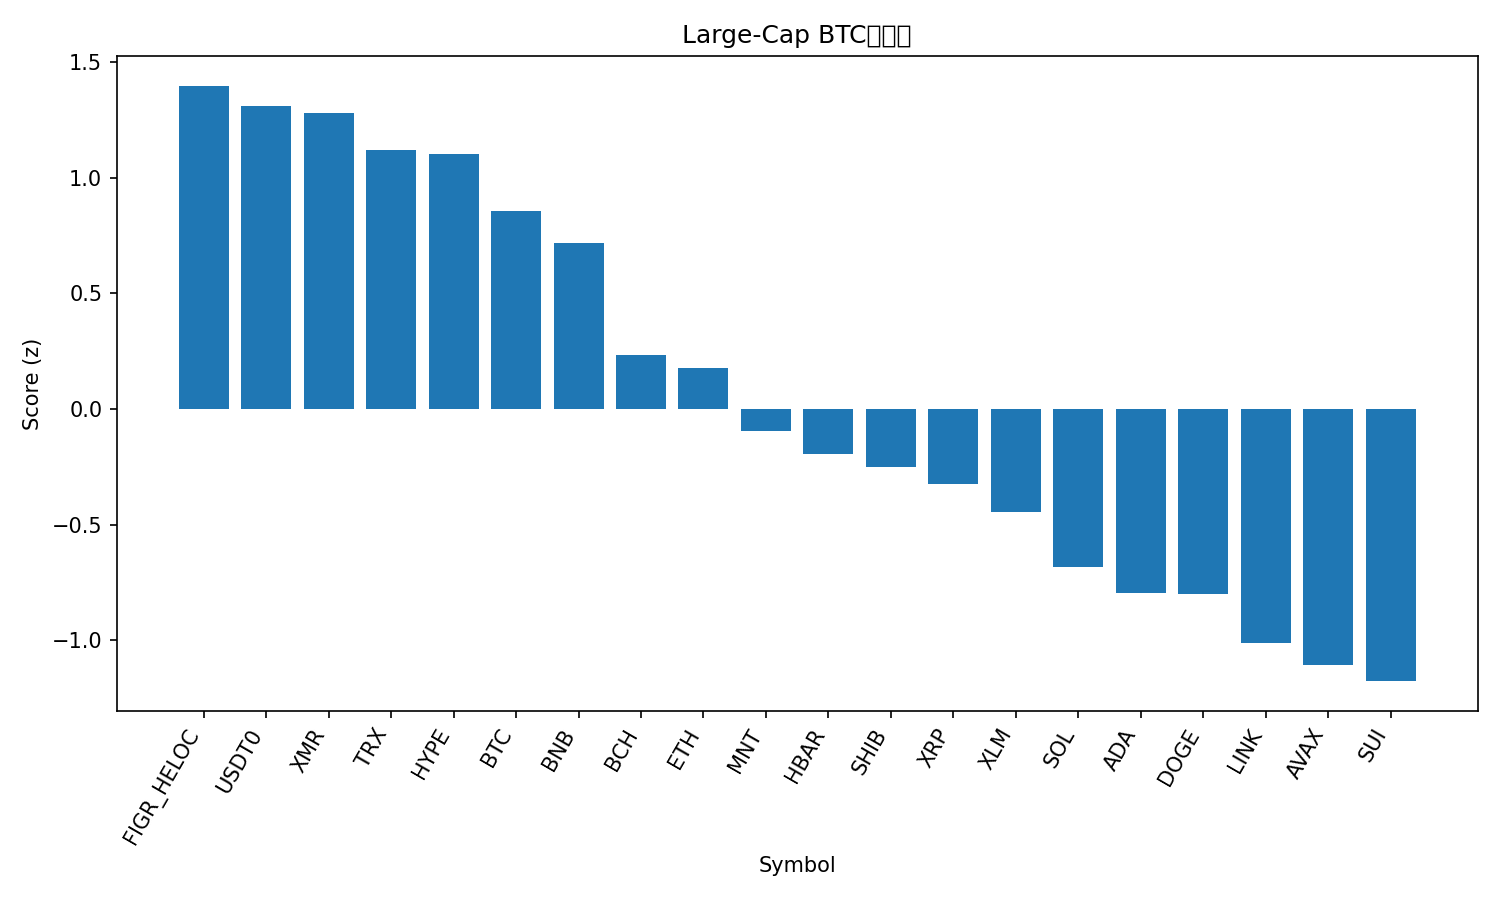 Large-Cap BTC
1.5
1.0
0.5
0.0
−0.5
−1.0
Score (z)
FIGR_HELOC
USDT0
XMR
TRX
HYPE
BTC
BNB
BCH
ETH
MNT
HBAR
SHIB
XRP
XLM
SOL
ADA
DOGE
LINK
AVAX
SUI
Symbol